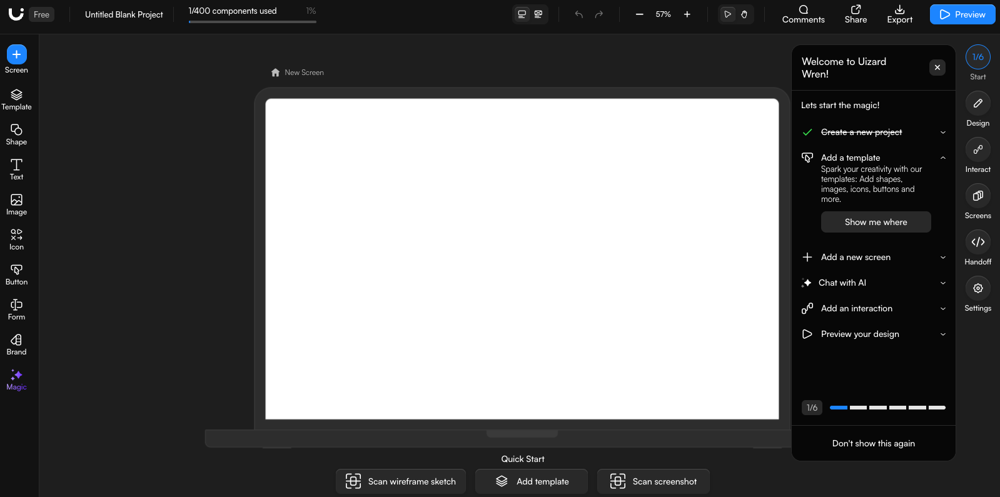 Free
Untitled Blank Project
1/400 components used
1%
57%
Comments
Share
Export
Preview
Screen
Template
Shape
Text
Image
Icon
Button
Form
Brand
Magic
New Screen
Welcome to Uizard
Wren!
Lets start the magic!
Create a new project
Add a template
Spark your creativity with our
templates: Add shapes,
images, icons, buttons and
more.
Show me where
Add a new screen
Chat with AI
Add an interaction
Preview your design
1/6
Don't show this again
1/6
Start
Design
Interact
Screens
Handoff
Settings
Quick Start
Scan wireframe sketch
Add template
Scan screenshot